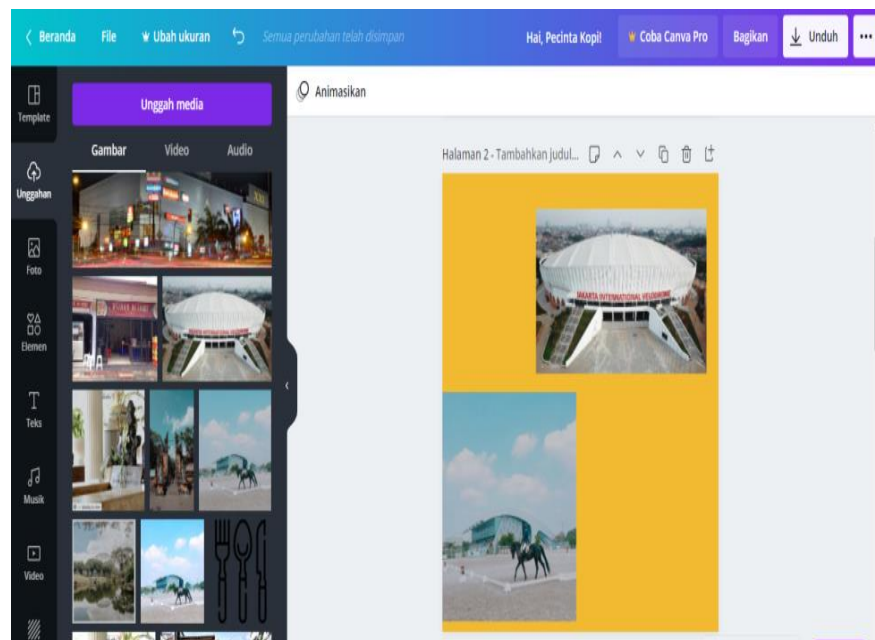 Beranda File Ubah ukuran Semua perubahan telah disimpan Hai, Pecinta Kopi! Coba Canva Pro Bagikan Unduh
Template
Unggahan
Foto
Elemen
Teks
Musik
Video
Unggah media
Gambar Video Audio
Animasikan
Halaman 2 - Tambahkan judul...
JAKARTA INTERNATIONAL VELODROME